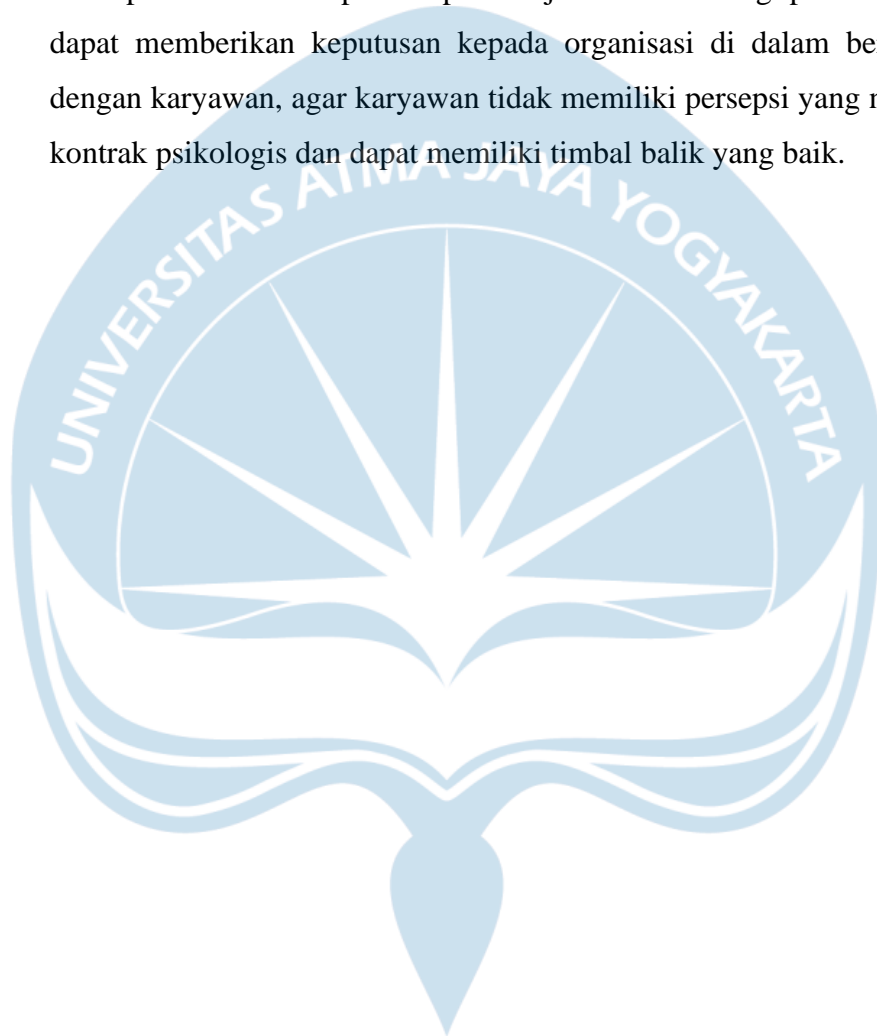 dapat memberikan keputusan kepada organisasi di dalam
dengan karyawan, agar karyawan tidak memiliki persepsi yang
kontrak psikologis dan dapat memiliki timbal balik yang baik.
UNIVERSITAS ATMA JAYA YOGYAKARTA